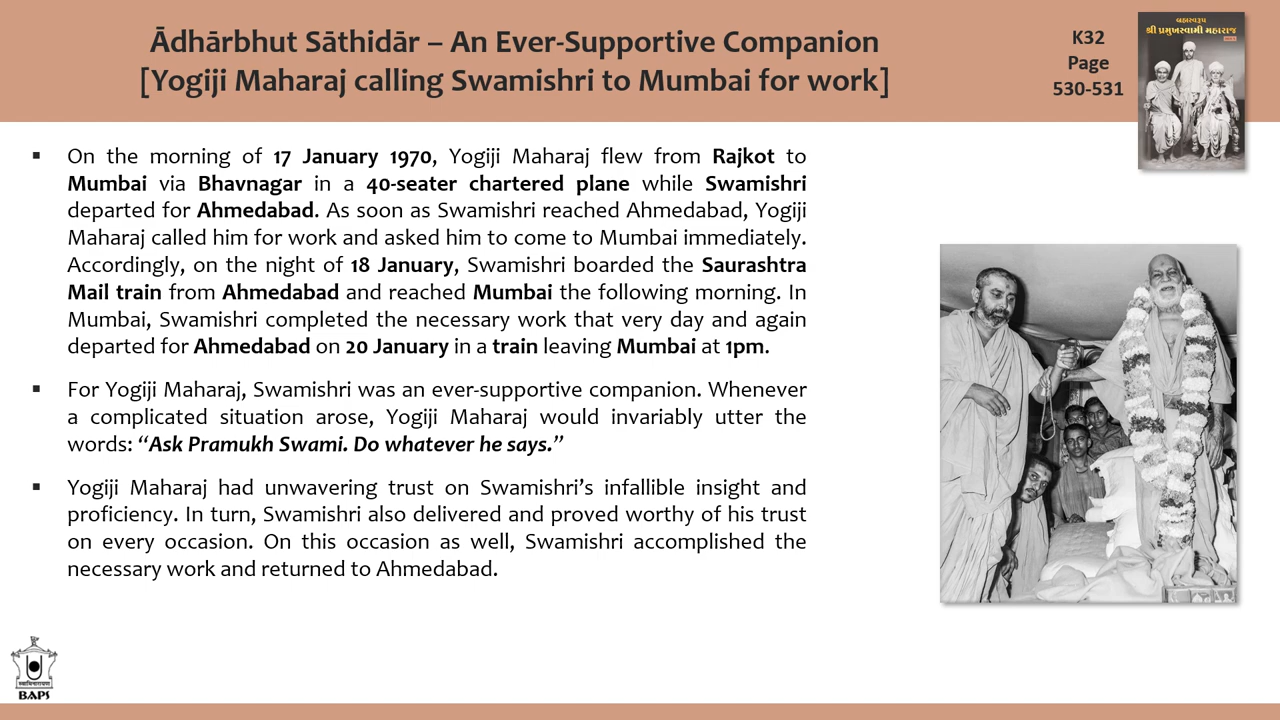 Ādhārbhut Sāthidār – An Ever-Supportive Companion
[Yogiji Maharaj calling Swamishri to Mumbai for work]
K32
Page
530-531
બ્રહ્મસ્વરૂપ
શ્રી પ્રમુખસ્વામી મહારાજ
▪ On the morning of 17 January 1970, Yogiji Maharaj flew from Rajkot to
Mumbai via Bhavnagar in a 40-seater chartered plane while Swamishri
departed for Ahmedabad. As soon as Swamishri reached Ahmedabad, Yogiji
Maharaj called him for work and asked him to come to Mumbai immediately.
Accordingly, on the night of 18 January, Swamishri boarded the Saurashtra
Mail train from Ahmedabad and reached Mumbai the following morning. In
Mumbai, Swamishri completed the necessary work that very day and again
departed for Ahmedabad on 20 January in a train leaving Mumbai at 1pm.
▪ For Yogiji Maharaj, Swamishri was an ever-supportive companion. Whenever
a complicated situation arose, Yogiji Maharaj would invariably utter the
words: “Ask Pramukh Swami. Do whatever he says.”
▪ Yogiji Maharaj had unwavering trust on Swamishri’s infallible insight and
proficiency. In turn, Swamishri also delivered and proved worthy of his trust
on every occasion. On this occasion as well, Swamishri accomplished the
necessary work and returned to Ahmedabad.
સ્વામિનારાયણ
BAPS